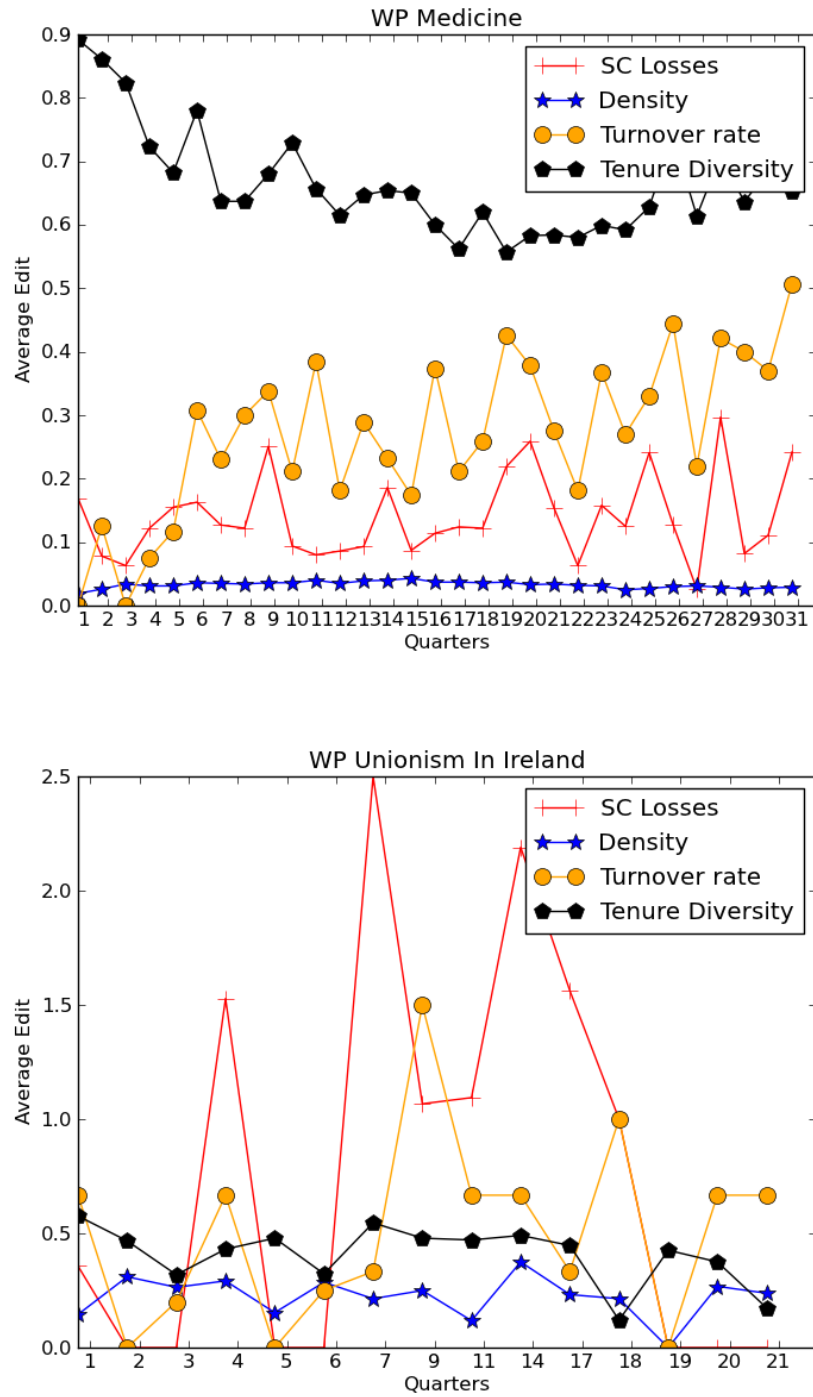 WP Medicine
0.9
0.8
0.7
0.6
0.5
0.4
0.3
0.2
0.1
0.0
Average Edit
SC Losses
Density
Turnover rate
Tenure Diversity
1 2 3 4 5 6 7 8 9 10 11 12 13 14 15 16 17 18 19 20 21 22 23 24 25 26 27 28 29 30 31
Quarters
WP Unionism In Ireland
2.5
2.0
1.5
1.0
0.5
0.0
Average Edit
SC Losses
Density
Turnover rate
Tenure Diversity
1 2 3 4 5 6 7 9 11 14 17 18 19 20 21
Quarters